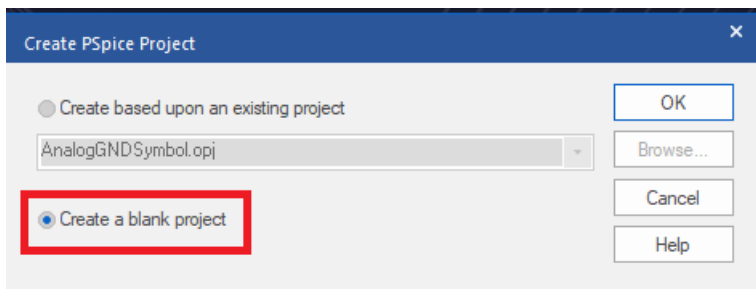 Create PSpice Project
Create based upon an existing project
OK
AnalogGNDSymbol.opj
Browse...
Create a blank project
Cancel
Help